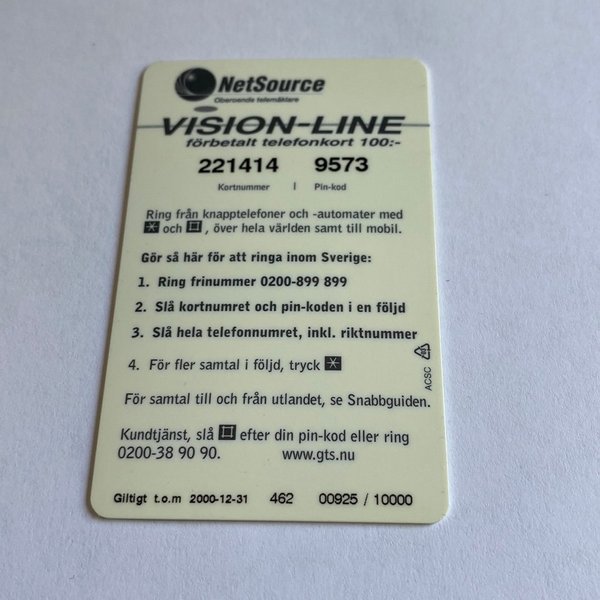 NetSource
Oberoende telemäklare
VISION-LINE
förbetalt telefonkort 100:-
221414 9573
Kortnummer | Pin-kod
Ring från knapptelefoner och -automater med
* och #, över hela världen samt till mobil.
Gör så här för att ringa inom Sverige:
1. Ring frinummer 0200-899 899
2. Slå kortnumret och pin-koden i en följd
3. Slå hela telefonnumret, inkl. riktnummer
4. För fler samtal i följd, tryck *
ACSC
För samtal till och från utlandet, se Snabbguiden.
Kundtjänst, slå # efter din pin-kod eller ring
0200-38 90 90. www.gts.nu
Giltigt t.o.m 2000-12-31 462 00925 / 10000